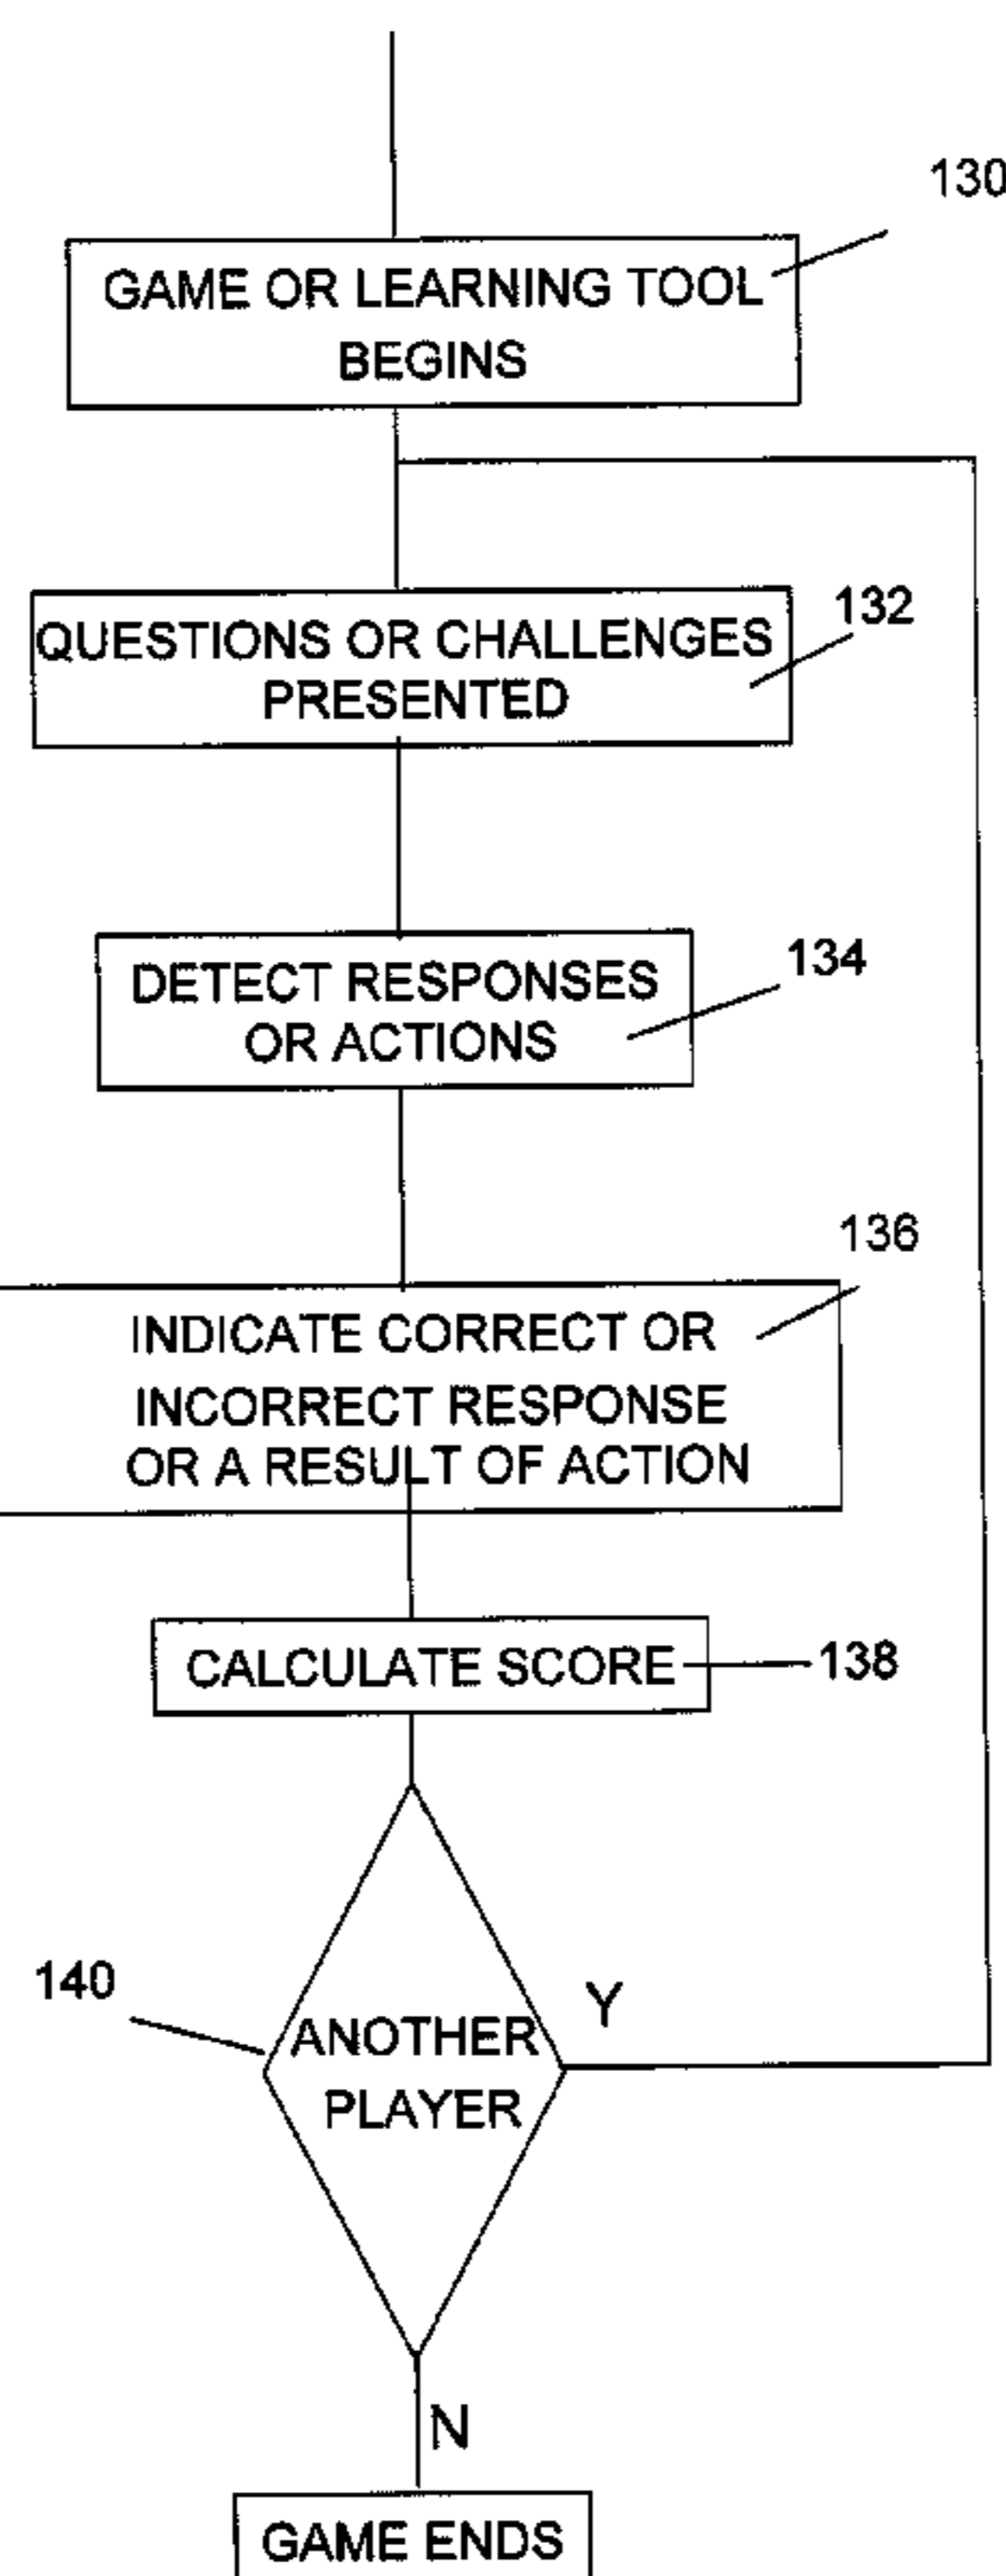 130
GAME OR LEARNING TOOL
BEGINS
132
QUESTIONS OR CHALLENGES
PRESENTED
134
DETECT RESPONSES
OR ACTIONS
136
INDICATE CORRECT OR
INCORRECT RESPONSE
OR A RESULT OF ACTION
CALCULATE SCORE
138
140
ANOTHER
PLAYER
Y
N
GAME ENDS